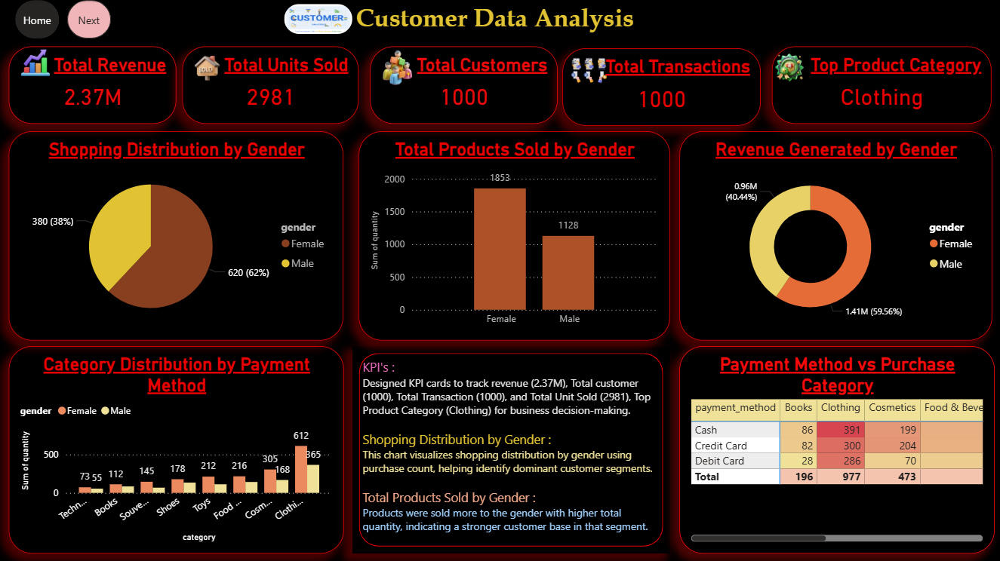 Home
Next
CUSTOMER
Customer Data Analysis
Total Revenue
2.37M
SOLD
Total Units Sold
2981
Total Customers
1000
Total Transactions
1000
Top Product Category
Clothing
Shopping Distribution by Gender
380 (38%)
620 (62%)
gender
Female
Male
Total Products Sold by Gender
Sum of quantity
2000
1500
1000
500
0
1853
1128
Female
Male
Revenue Generated by Gender
0.96M
(40.44%)
1.41M (59.56%)
gender
Female
Male
Category Distribution by Payment
Method
gender Female Male
Sum of quantity
500
0
73 55 112 145 178 212 216 305 168 612 365
Techn... Books Souve... Shoes Toys Food ... Cosm... Clothi...
category
KPI's :
Designed KPI cards to track revenue (2.37M), Total customer
(1000), Total Transaction (1000), and Total Unit Sold (2981), Top
Product Category (Clothing) for business decision-making.
Shopping Distribution by Gender :
This chart visualizes shopping distribution by gender using
purchase count, helping identify dominant customer segments.
Total Products Sold by Gender :
Products were sold more to the gender with higher total
quantity, indicating a stronger customer base in that segment.
Payment Method vs Purchase
Category
payment_method Books Clothing Cosmetics Food & Beve
Cash 86 391 199
Credit Card 82 300 204
Debit Card 28 286 70
Total 196 977 473